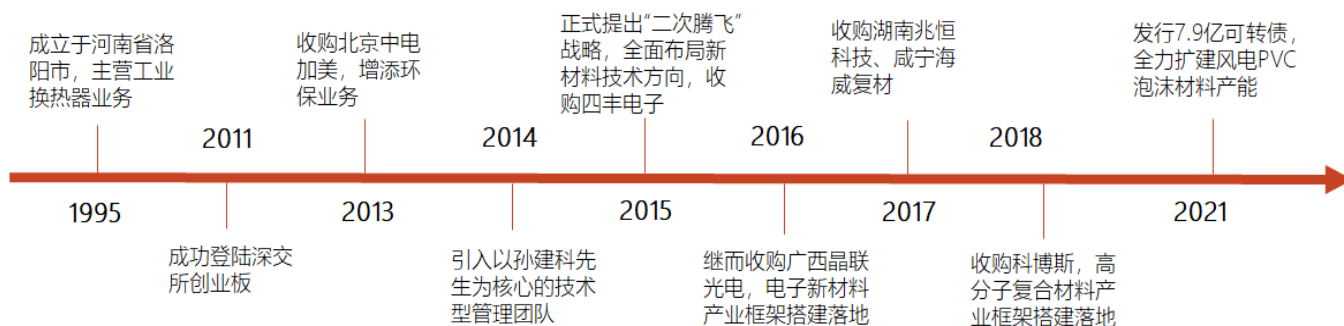 成立于河南省洛
阳市，主营工业
换热器业务
1995
2011
成功登陆深交
所创业板
收购北京中电
加美，增添环
保业务
2013
2014
引入以孙建科先
生为核心的技术
型管理团队
正式提出“二次腾飞”
战略，全面布局新
材料技术方向，收
购四丰电子
2015
2016
继而收购广西晶联
光电，电子新材料
产业框架搭建落地
收购湖南兆恒
科技、咸宁海
威复材
2017
2018
收购科博斯，高
分子复合材料产
业框架搭建落地
发行7.9亿可转债，
全力扩建风电PVC
泡沫材料产能
2021